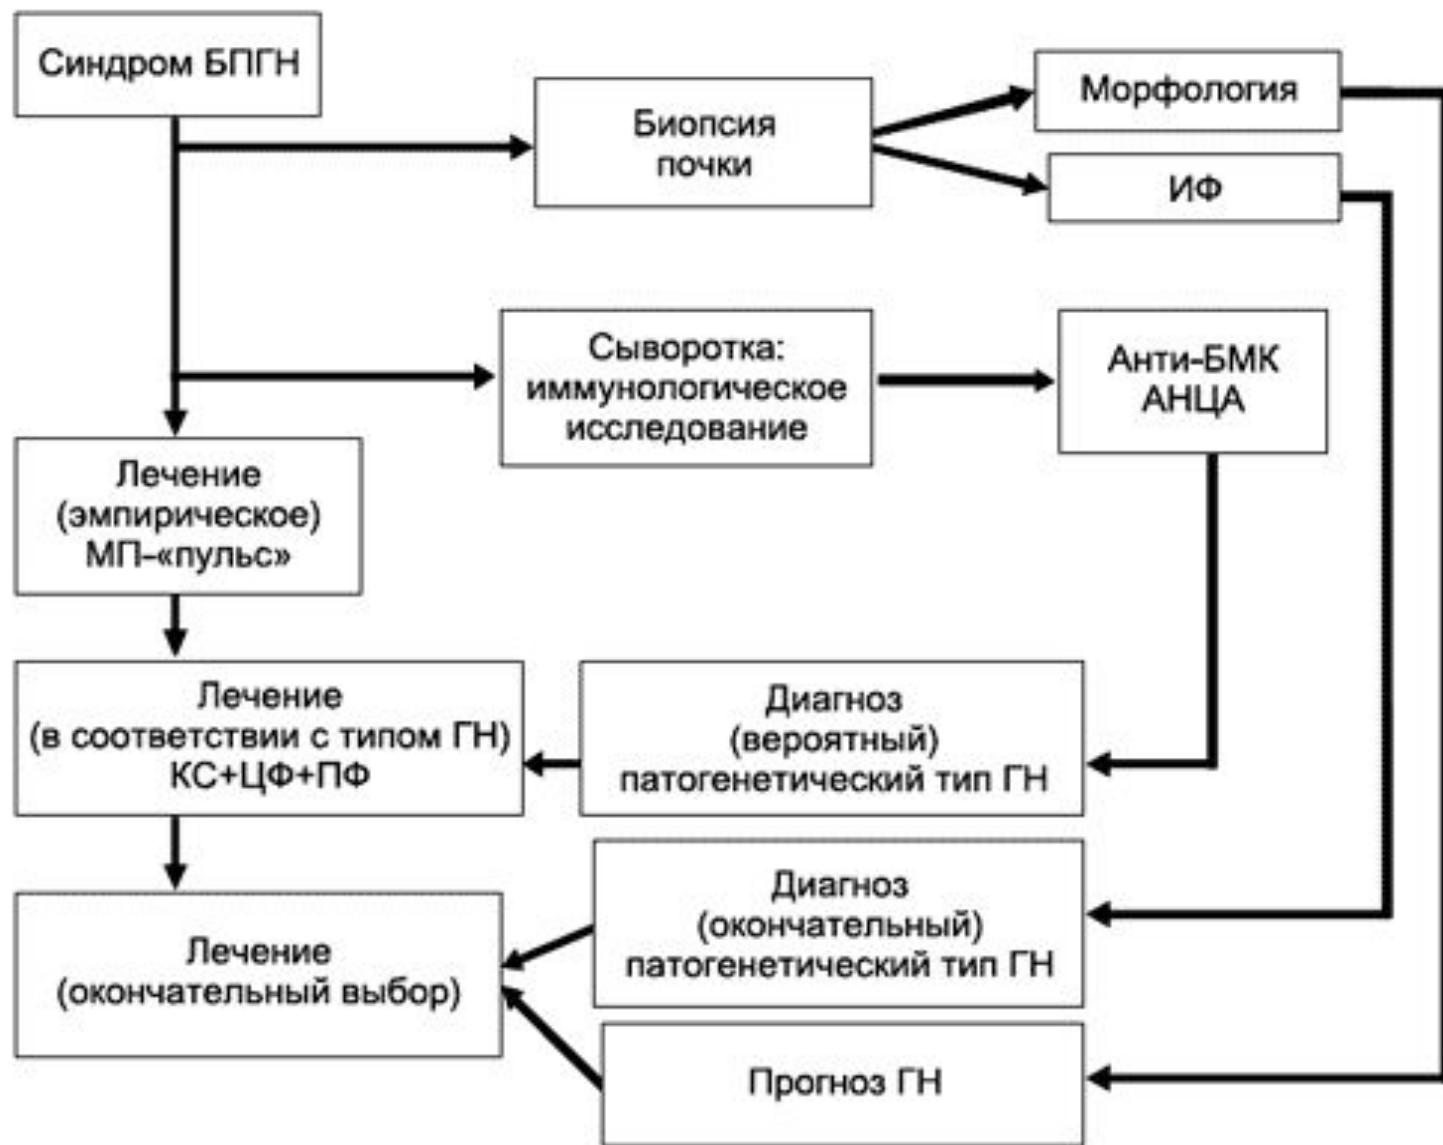 Синдром БПГН
Биопсия
почки
Морфология
ИФ
Сыворотка:
иммунологическое
исследование
Анти-БМК
АНЦА
Лечение
(эмпирическое)
МП-«пульс»
Лечение
(в соответствии с типом ГН)
КС+ЦФ+ПФ
Диагноз
(вероятный)
патогенетический тип ГН
Диагноз
(окончательный)
патогенетический тип ГН
Лечение
(окончательный выбор)
Прогноз ГН